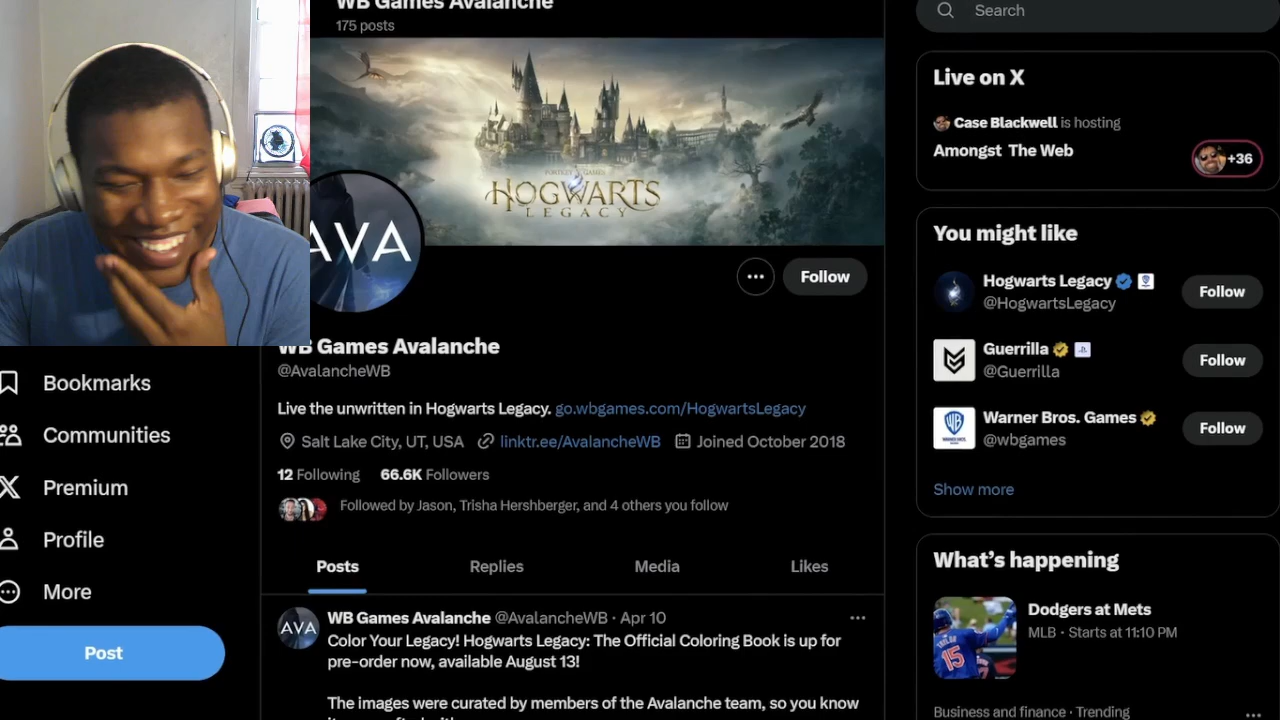 WB Games Avalanche
175 posts
HOGWARTS
LEGACY
AVA
Follow
WB Games Avalanche
@AvalancheWB
Live the unwritten in Hogwarts Legacy. go.wbgames.com/HogwartsLegacy
Salt Lake City, UT, USA linktr.ee/AvalancheWB Joined October 2018
12 Following 66.6K Followers
Followed by Jason, Trisha Hershberger, and 4 others you follow
Posts Replies Media Likes
AVA
WB Games Avalanche @AvalancheWB · Apr 10
Color Your Legacy! Hogwarts Legacy: The Official Coloring Book is up for
pre-order now, available August 13!
The images were curated by members of the Avalanche team, so you know
Bookmarks
Communities
Premium
Profile
More
Post
Search
Live on X
Case Blackwell is hosting
Amongst The Web
+36
You might like
Hogwarts Legacy
@HogwartsLegacy
Follow
Guerrilla
@Guerrilla
Follow
Warner Bros. Games
@wbgames
Follow
Show more
What's happening
Dodgers at Mets
MLB · Starts at 11:10 PM
15
Business and finance · Trending